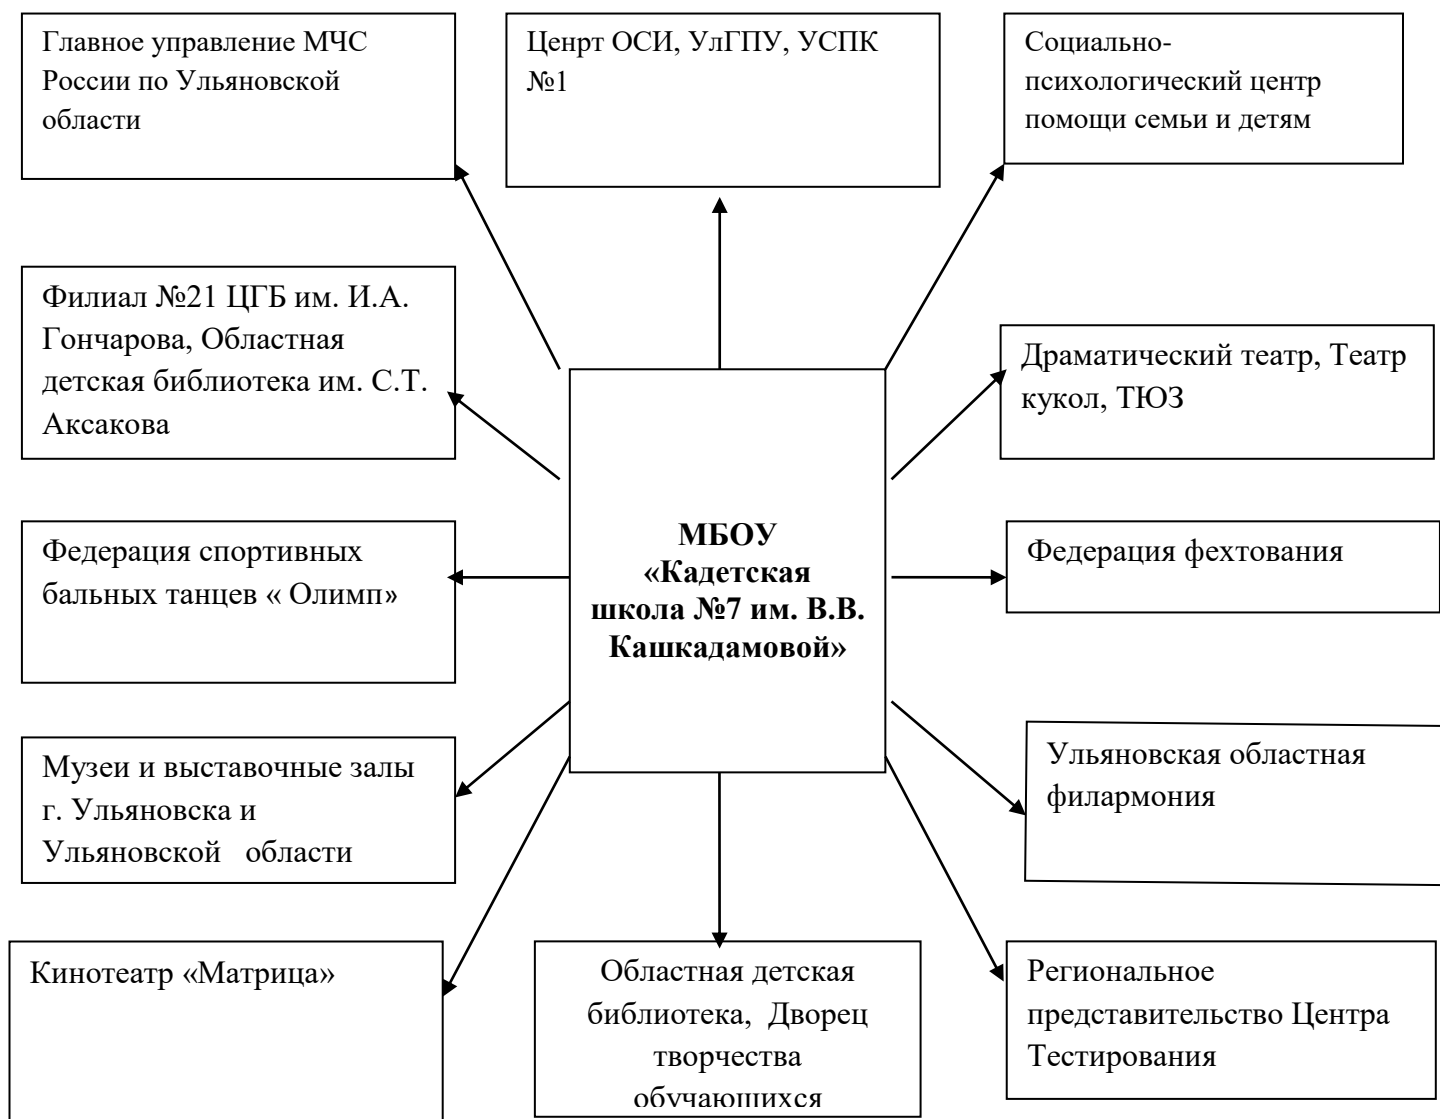 Главное управление МЧС
России по Ульяновской
области
Ценрт ОСИ, УлГПУ, УСПК
№1
Социально-
психологический центр
помощи семьи и детям
Филиал №21 ЦГБ им. И.А.
Гончарова, Областная
детская библиотека им. С.Т.
Аксакова
Драматический театр, Театр
кукол, ТЮЗ
МБОУ
«Кадетская
школа №7 им. В.В.
Кашкадамовой»
Федерация спортивных
бальных танцев « Олимп»
Федерация фехтования
Музеи и выставочные залы
г. Ульяновска и
Ульяновской области
Ульяновская областная
филармония
Кинотеатр «Матрица»
Областная детская
библиотека, Дворец
творчества
обучающихся
Региональное
представительство Центра
Тестирования